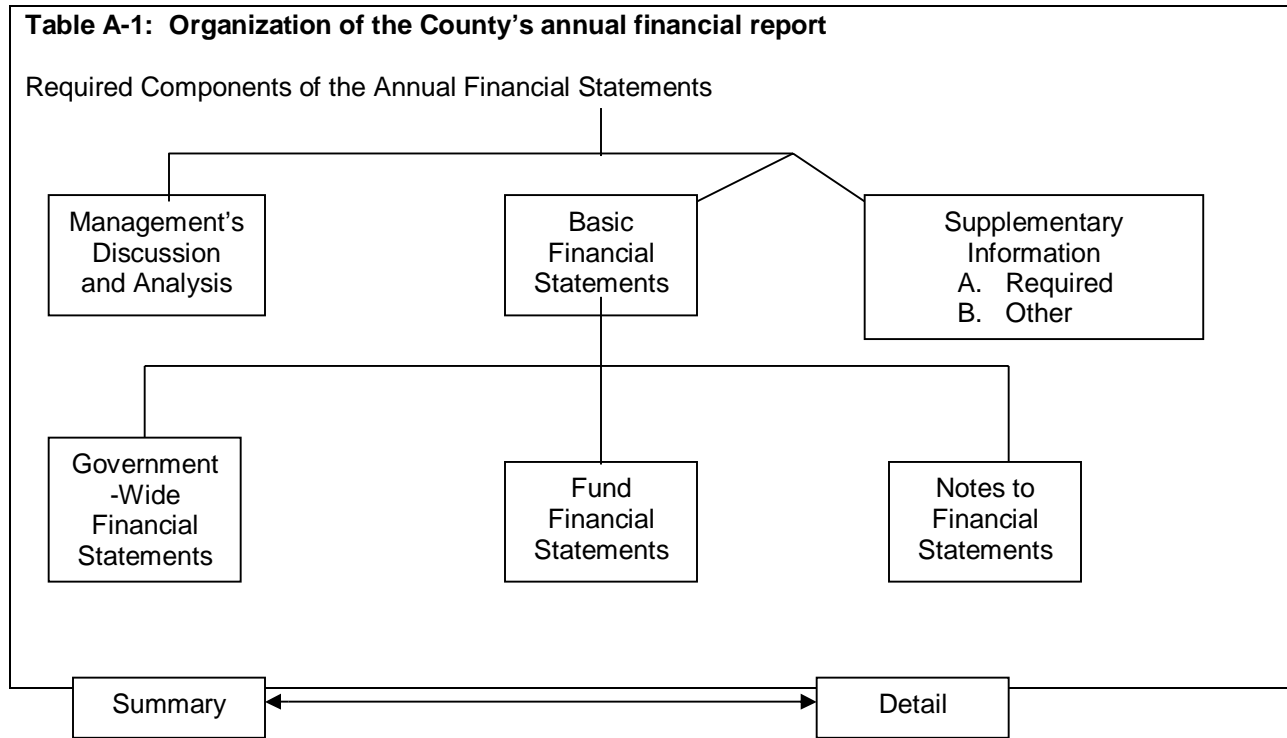 Table A-1: Organization of the County’s annual financial report
Required Components of the Annual Financial Statements
Management’s
Discussion
and Analysis
Basic
Financial
Statements
Supplementary
Information
A. Required
B. Other
Government
-Wide
Financial
Statements
Fund
Financial
Statements
Notes to
Financial
Statements
Summary
Detail